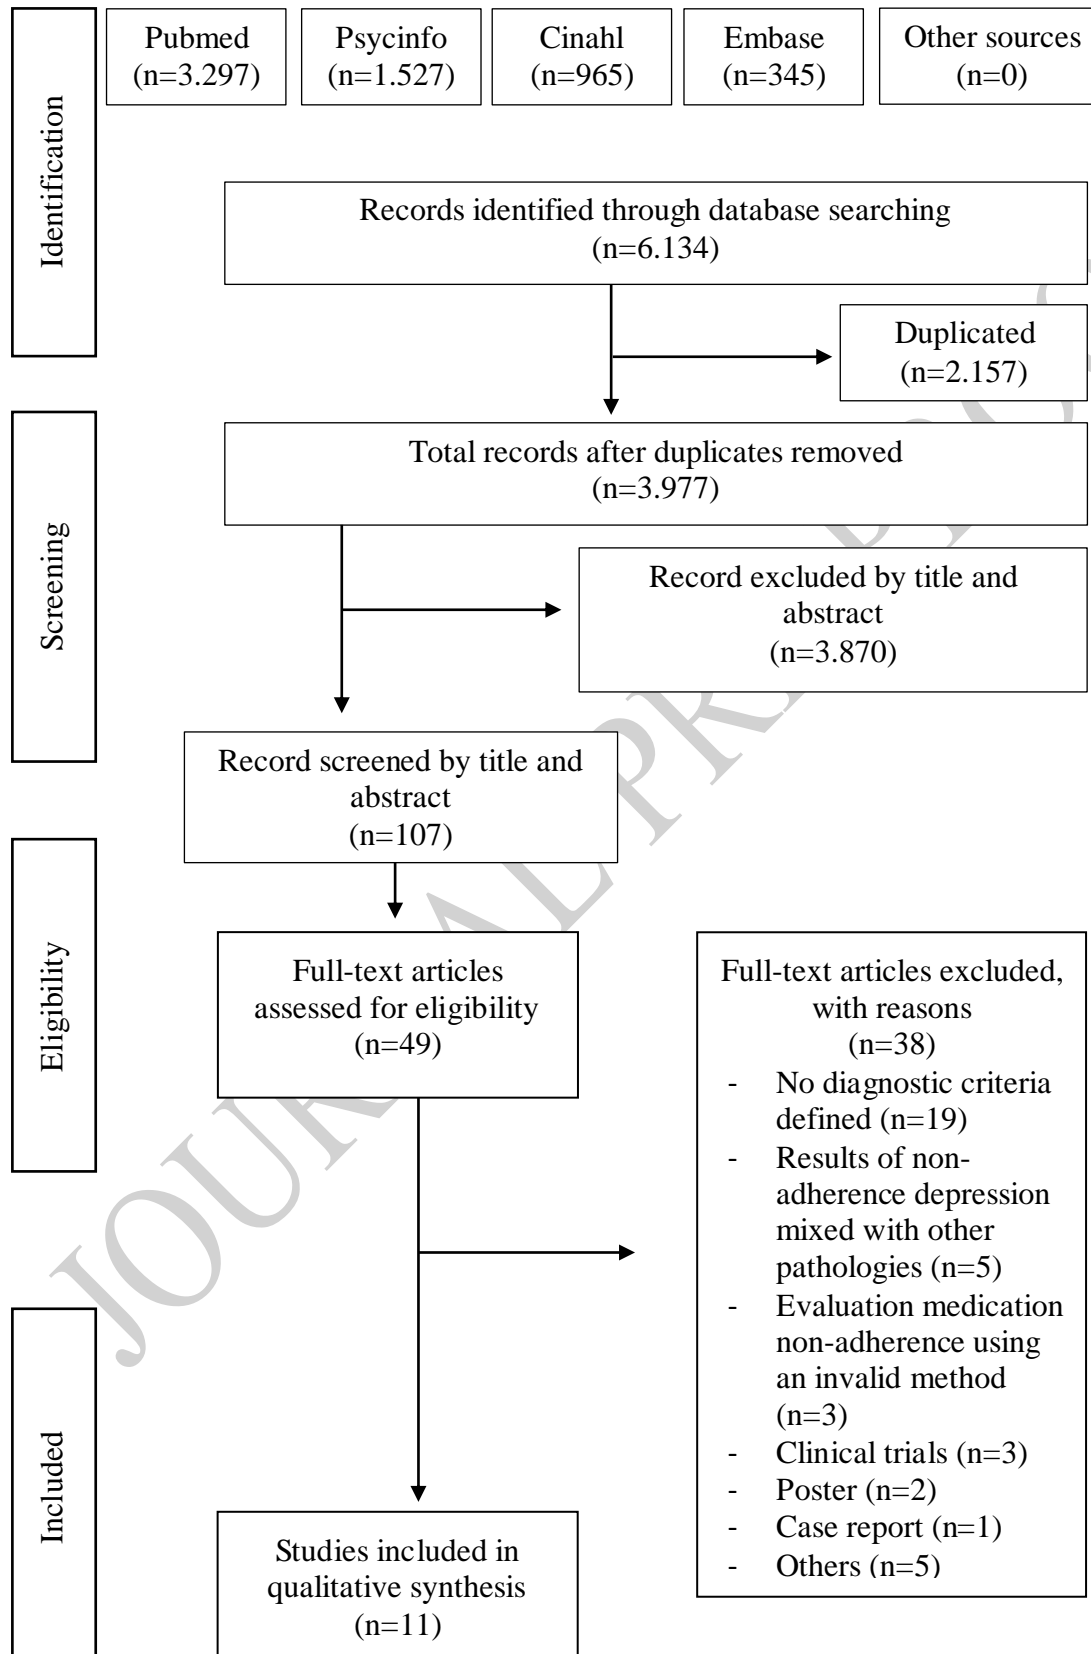 Identification
Pubmed
(n=3.297)
Psycinfo
(n=1.527)
Cinahl
(n=965)
Embase
(n=345)
Other sources
(n=0)
Records identified through database searching
(n=6.134)
Duplicated
(n=2.157)
Screening
Total records after duplicates removed
(n=3.977)
Record excluded by title and
abstract
(n=3.870)
Record screened by title and
abstract
(n=107)
Eligibility
Full-text articles
assessed for eligibility
(n=49)
Full-text articles excluded,
with reasons
(n=38)
- No diagnostic criteria
defined (n=19)
- Results of non-
adherence depression
mixed with other
pathologies (n=5)
- Evaluation medication
non-adherence using
an invalid method
(n=3)
- Clinical trials (n=3)
- Poster (n=2)
- Case report (n=1)
- Others (n=5)
Included
Studies included in
qualitative synthesis
(n=11)